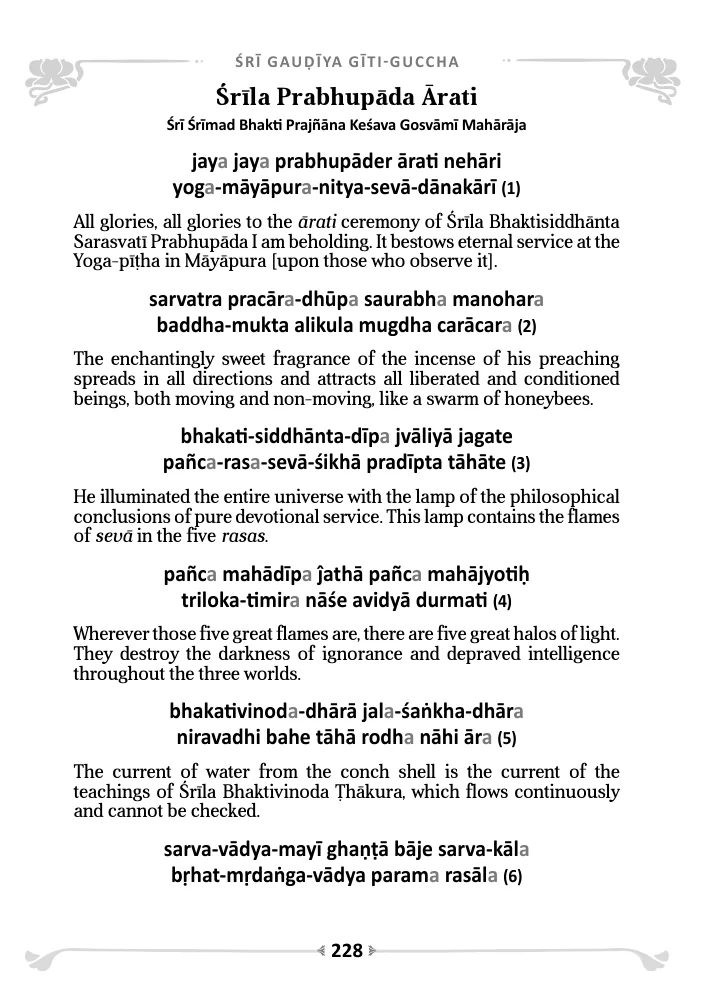 ŚRĪ GAUḌĪYA GĪTI-GUCCHA
Śrīla Prabhupāda Ārati
Śrī Śrīmad Bhakti Prajñāna Keśava Gosvāmī Mahārāja
jaya jaya prabhupāder ārati nehāri
yoga-māyāpura-nitya-sevā-dānakārī (1)
All glories, all glories to the ārati ceremony of Śrīla Bhaktisiddhānta
Sarasvatī Prabhupāda I am beholding. It bestows eternal service at the
Yoga-pīṭha in Māyāpura [upon those who observe it].
sarvatra pracāra-dhūpa saurabha manohara
baddha-mukta alikula mugdha carācara (2)
The enchantingly sweet fragrance of the incense of his preaching
spreads in all directions and attracts all liberated and conditioned
beings, both moving and non-moving, like a swarm of honeybees.
bhakati-siddhānta-dīpa jvāliyā jagate
pañca-rasa-sevā-śikhā pradīpta tāhāte (3)
He illuminated the entire universe with the lamp of the philosophical
conclusions of pure devotional service. This lamp contains the flames
of sevā in the five rasas.
pañca mahādīpa ĵathā pañca mahājyotiḥ
triloka-timira nāśe avidyā durmati (4)
Wherever those five great flames are, there are five great halos of light.
They destroy the darkness of ignorance and depraved intelligence
throughout the three worlds.
bhakativinoda-dhārā jala-śaṅkha-dhāra
niravadhi bahe tāhā rodha nāhi āra (5)
The current of water from the conch shell is the current of the
teachings of Śrīla Bhaktivinoda Ṭhākura, which flows continuously
and cannot be checked.
sarva-vādya-mayī ghaṇṭā bāje sarva-kāla
bṛhat-mṛdaṅga-vādya parama rasāla (6)
228